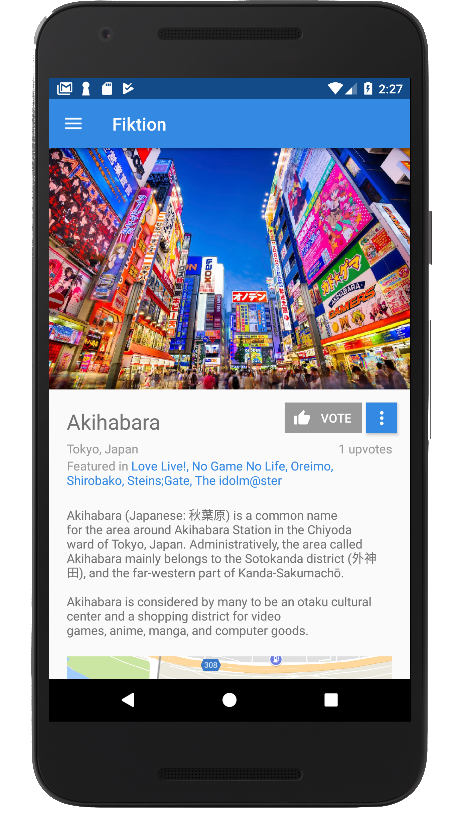 2:27
Fiktion
オノデン
GAMERS
Akihabara
VOTE
Tokyo, Japan
1 upvotes
Featured in Love Live!, No Game No Life, Oreimo,
Shirobako, Steins;Gate, The idolm@ster
Akihabara (Japanese: 秋葉原) is a common name
for the area around Akihabara Station in the Chiyoda
ward of Tokyo, Japan. Administratively, the area called
Akihabara mainly belongs to the Sotokanda district (外神
田), and the far-western part of Kanda-Sakumachō.
Akihabara is considered by many to be an otaku cultural
center and a shopping district for video
games, anime, manga, and computer goods.
308